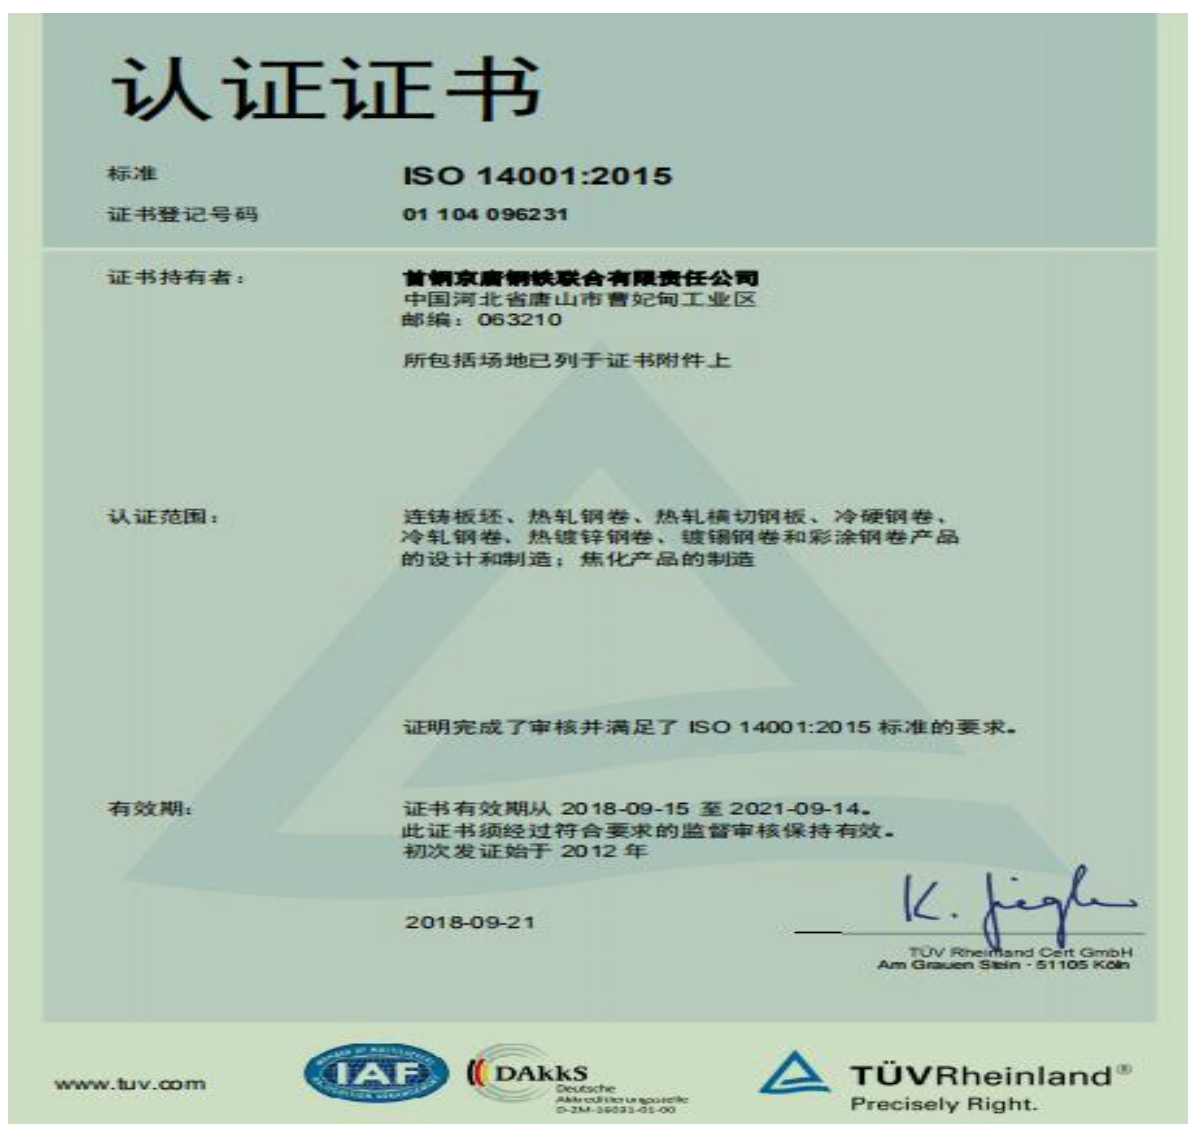 认证证书
标准 ISO 14001:2015
证书登记号码 01 104 096231
证书持有者: 首钢京唐钢铁联合有限责任公司
中国河北省唐山市曹妃甸工业区
邮编: 063210
所包括场地已列于证书附件上
认证范围: 连铸板坯、热轧钢卷、热轧横切钢板、冷硬钢卷、
冷轧钢卷、热镀锌钢卷、镀锡钢卷和彩涂钢卷产品
的设计和制造; 焦化产品的制造
证明完成了审核并满足了 ISO 14001:2015 标准的要求。
有效期: 证书有效期从 2018-09-15 至 2021-09-14。
此证书须经过符合要求的监督审核保持有效。
初次发证始于 2012 年
2018-09-21
TÜV Rheinland Cert GmbH
Am Grauen Stein · 51105 Köln
www.tuv.com
IAF
DAkkS
Deutsche
Akkreditierungsstelle
D-ZM-16031-01-00
TÜVRheinland®
Precisely Right.